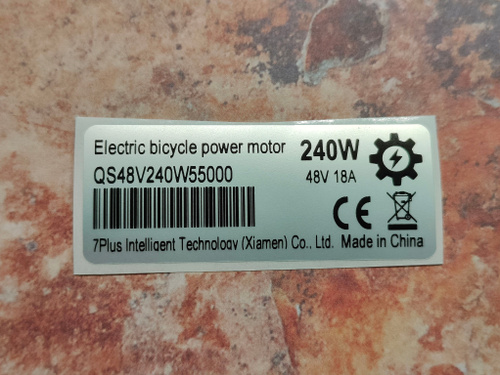 Electric bicycle power motor 240W
QS48V240W55000 48V 18A
CE
7Plus Intelligent Technology (Xiamen) Co., Ltd. Made in China